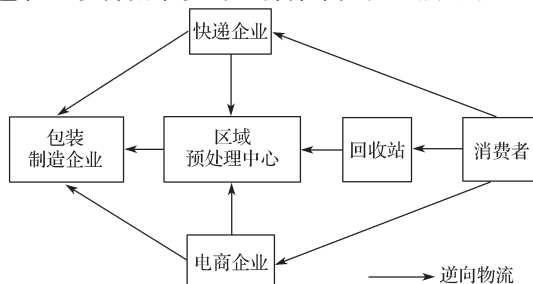 快递企业
包装
制造企业
区域
预处理中心
回收站
消费者
电商企业
逆向物流